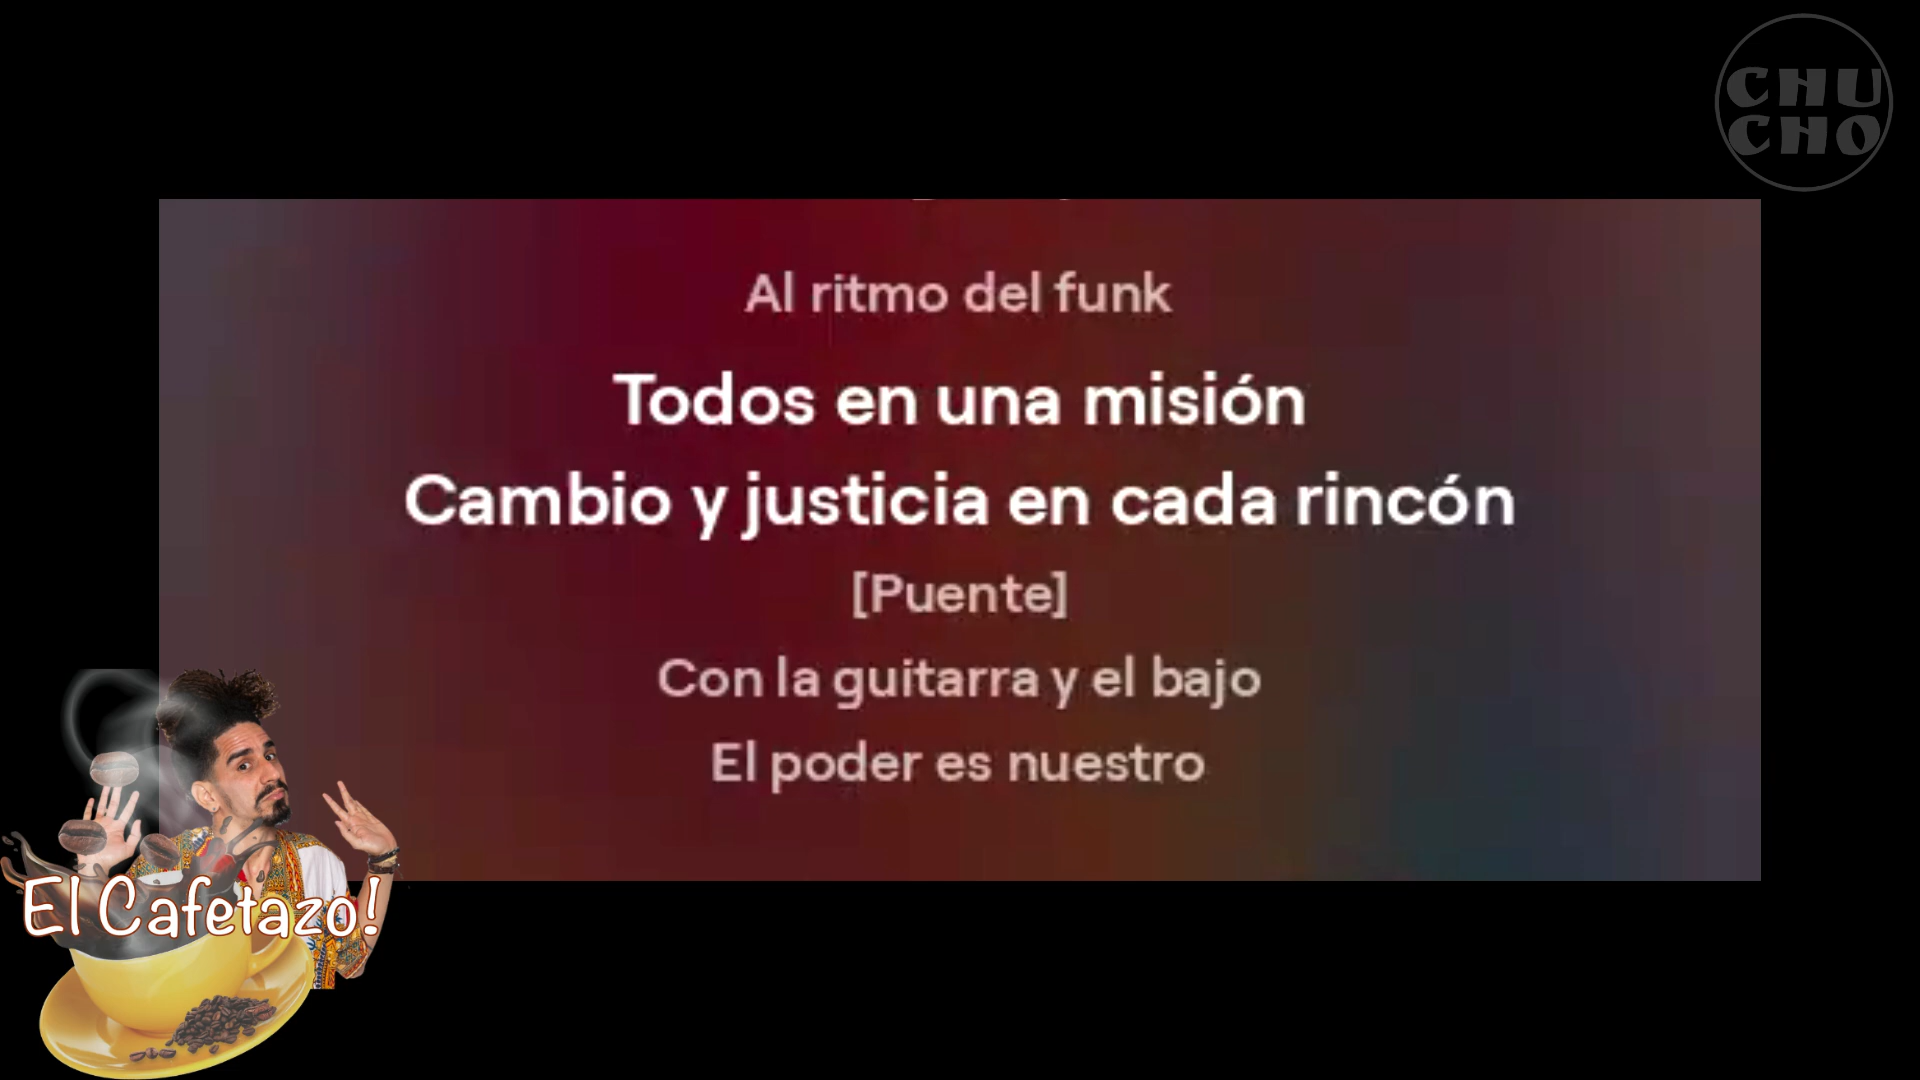 CHU
CHO
Al ritmo del funk
Todos en una misión
Cambio y justicia en cada rincón
[Puente]
Con la guitarra y el bajo
El poder es nuestro
El Cafetazo!